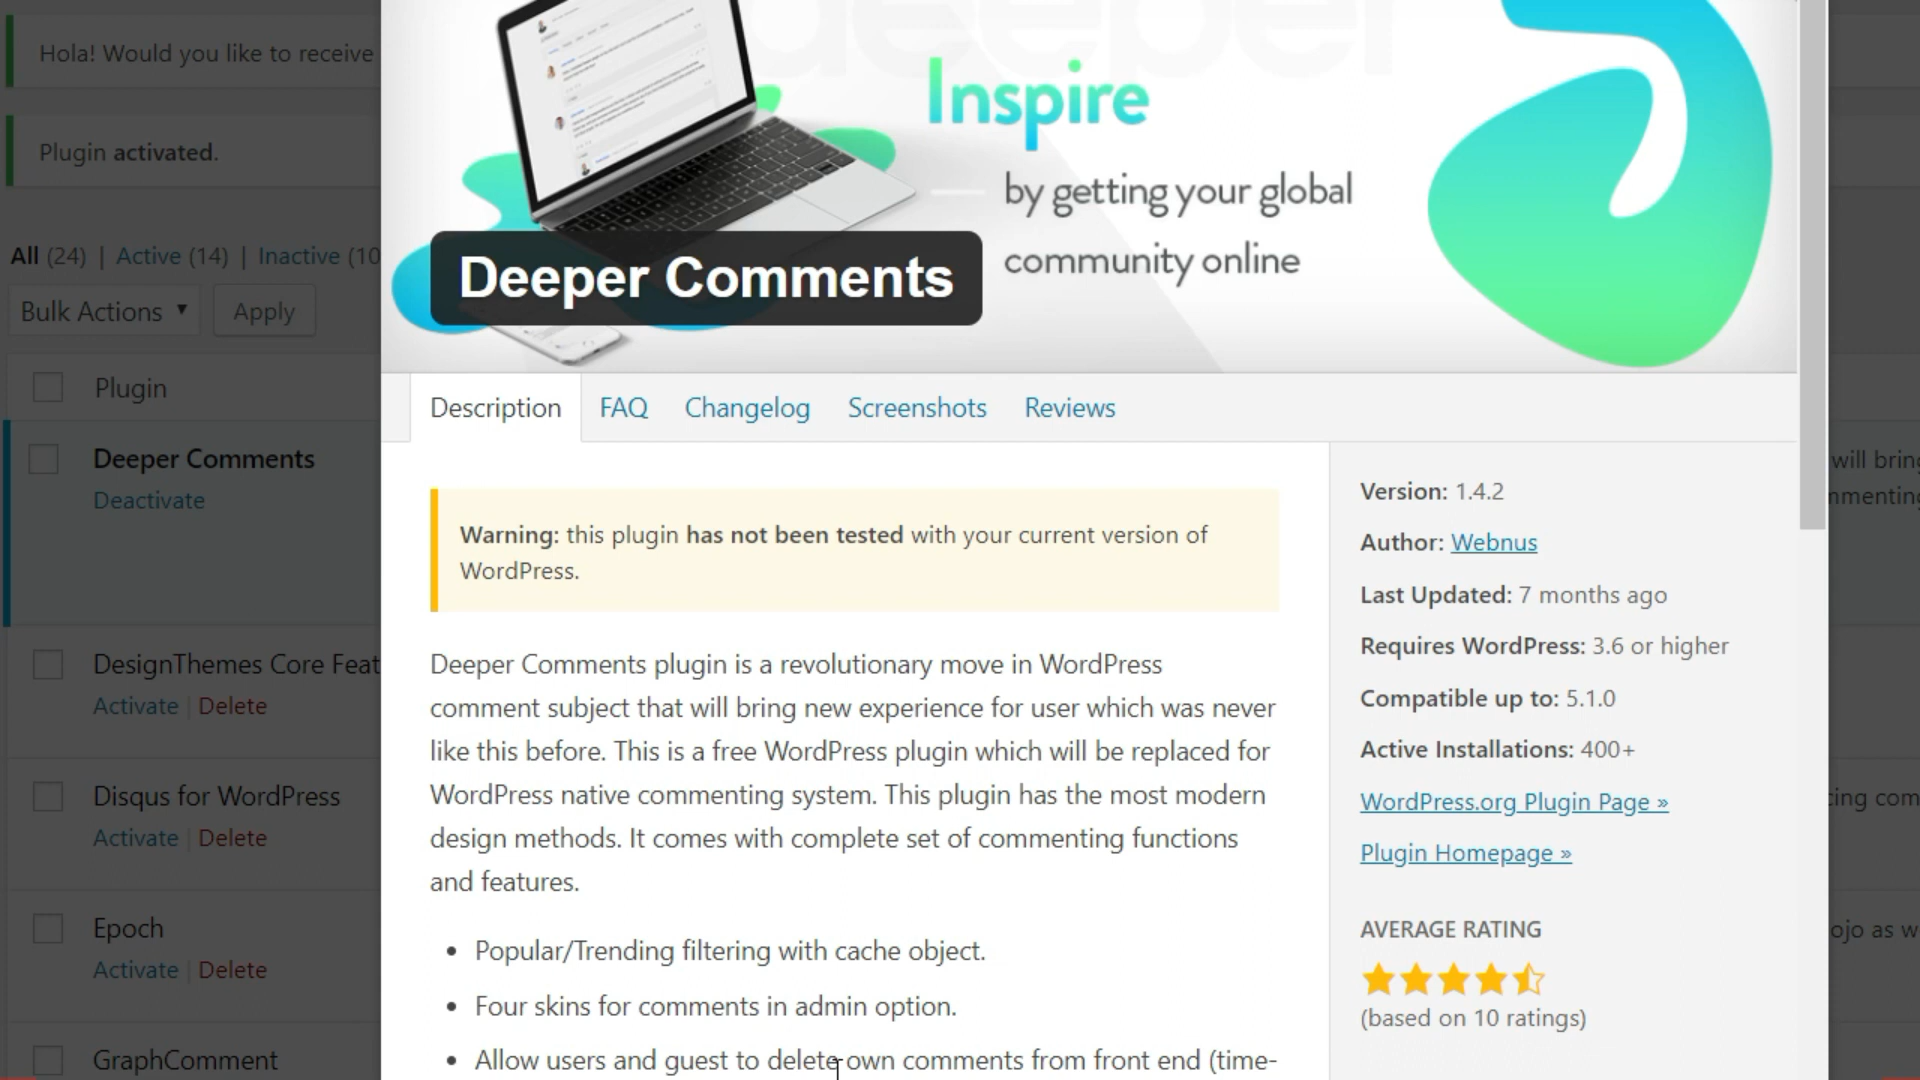 Hola! Would you like to receive
Plugin activated.
All (24) | Active (14) | Inactive (10
Bulk Actions ▼ Apply
Plugin
Deeper Comments
Deactivate
DesignThemes Core Feat
Activate | Delete
Disqus for WordPress
Activate | Delete
Epoch
Activate | Delete
GraphComment
deeper
Inspire
by getting your global
community online
Deeper Comments
Description FAQ Changelog Screenshots Reviews
Warning: this plugin has not been tested with your current version of
WordPress.
Deeper Comments plugin is a revolutionary move in WordPress
comment subject that will bring new experience for user which was never
like this before. This is a free WordPress plugin which will be replaced for
WordPress native commenting system. This plugin has the most modern
design methods. It comes with complete set of commenting functions
and features.
• Popular/Trending filtering with cache object.
• Four skins for comments in admin option.
• Allow users and guest to delete own comments from front end (time-
Version: 1.4.2
Author: Webnus
Last Updated: 7 months ago
Requires WordPress: 3.6 or higher
Compatible up to: 5.1.0
Active Installations: 400+
WordPress.org Plugin Page »
Plugin Homepage »
AVERAGE RATING
(based on 10 ratings)
will bring
mmenting
cing com
ojo as w